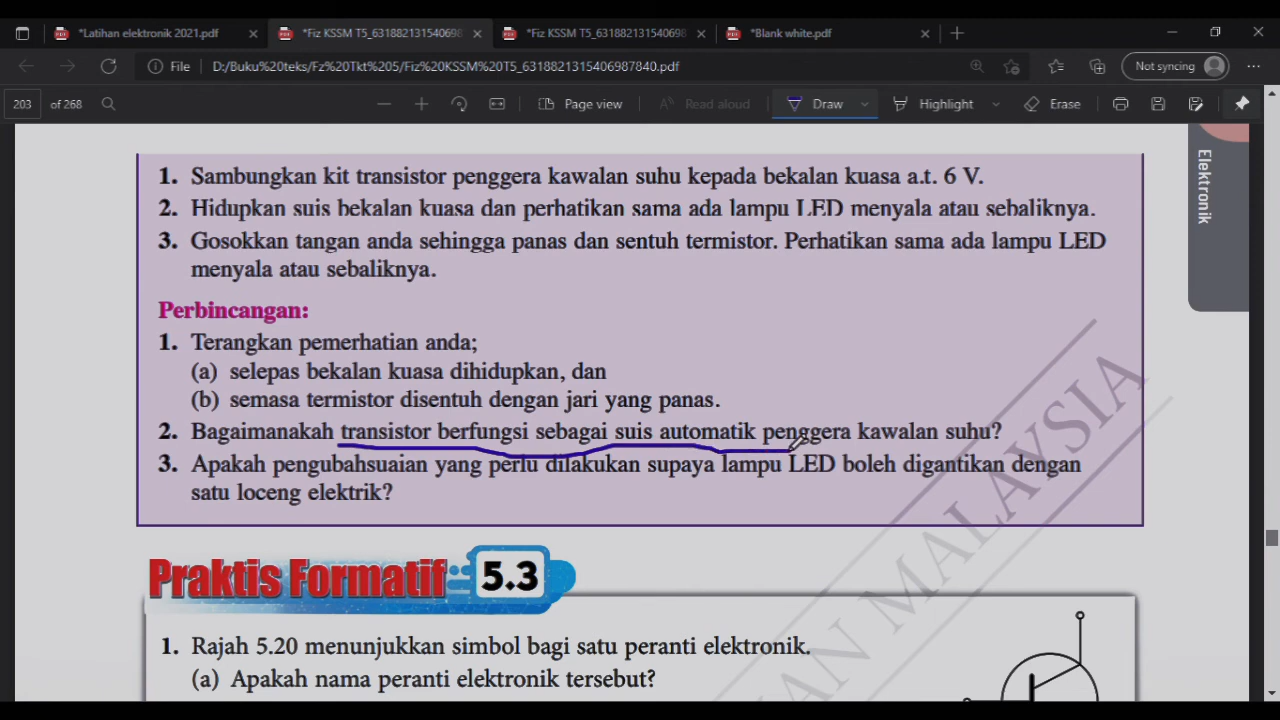 *Latihan elektronik 2021.pdf
*Fiz KSSM T5_631882131540698
*Fiz KSSM T5_631882131540698
*Blank white.pdf
File D:/Buku%20teks/Fz%20Tkt%205/Fiz%20KSSM%20T5_6318821315406987840.pdf
Not syncing
203 of 268
Page view
Read aloud
Draw
Highlight
Erase
1. Sambungkan kit transistor penggera kawalan suhu kepada bekalan kuasa a.t. 6 V.
2. Hidupkan suis bekalan kuasa dan perhatikan sama ada lampu LED menyala atau sebaliknya.
3. Gosokkan tangan anda sehingga panas dan sentuh termistor. Perhatikan sama ada lampu LED
menyala atau sebaliknya.
Perbincangan:
1. Terangkan pemerhatian anda;
(a) selepas bekalan kuasa dihidupkan, dan
(b) semasa termistor disentuh dengan jari yang panas.
2. Bagaimanakah transistor berfungsi sebagai suis automatik penggera kawalan suhu?
3. Apakah pengubahsuaian yang perlu dilakukan supaya lampu LED boleh digantikan dengan
satu loceng elektrik?
Elektronik
Praktis Formatif 5.3
1. Rajah 5.20 menunjukkan simbol bagi satu peranti elektronik.
(a) Apakah nama peranti elektronik tersebut?
AN MALAYSIA